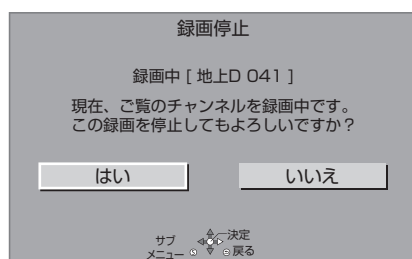 録画停止
録画中 [ 地上D 041 ]
現在、ご覧のチャンネルを録画中です。
この録画を停止してもよろしいですか？
はい
いいえ
サブ
メニュー
S
決定
戻る